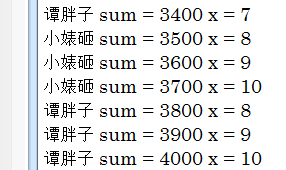 谭胖子 sum = 3400 x = 7
小婊砸 sum = 3500 x = 8
小婊砸 sum = 3600 x = 9
小婊砸 sum = 3700 x = 10
谭胖子 sum = 3800 x = 8
谭胖子 sum = 3900 x = 9
谭胖子 sum = 4000 x = 10